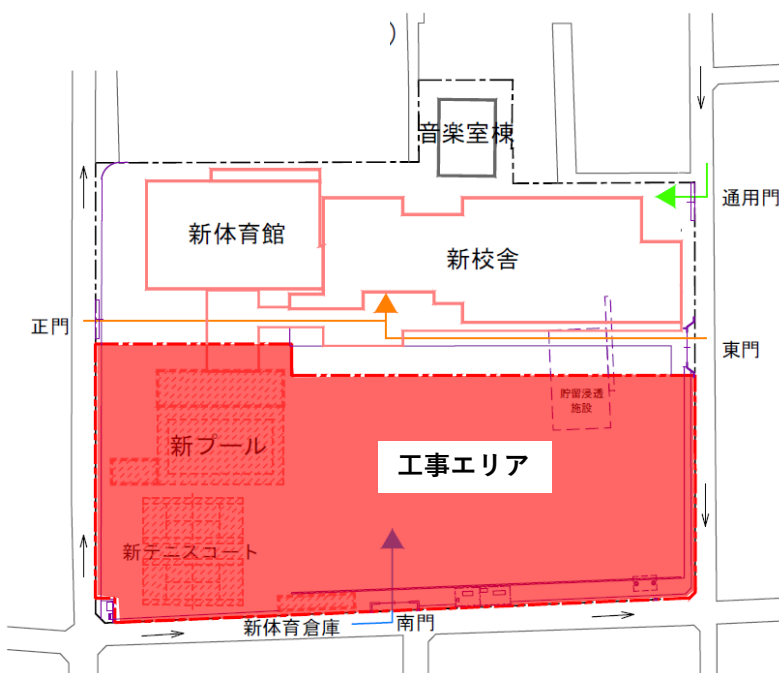 )
音楽室棟
通用門
新体育館
新校舎
正門
東門
貯留浸透
施設
新プール
工事エリア
新テニスコート
新体育倉庫
南門